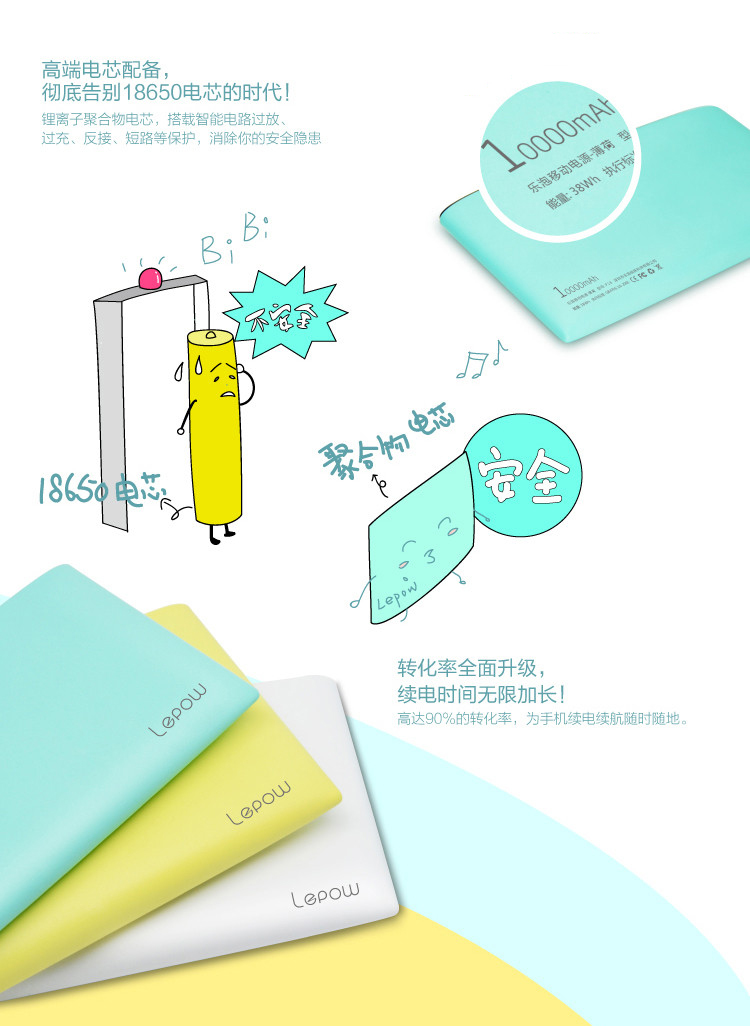 高端电芯配备，
彻底告别18650电芯的时代！
锂离子聚合物电芯，搭载智能电路过放、
过充、反接、短路等保护，消除你的安全隐患
10000mAh
乐泡移动电源-薄荷 型
能量: 38Wh 执行标
10000mAh
Bi Bi
不安全
18650电芯
聚合物电芯
安全
Lepow
转化率全面升级，
续电时间无限加长！
高达90%的转化率，为手机续电续航随时随地。
Lepow
Lepow
Lepow